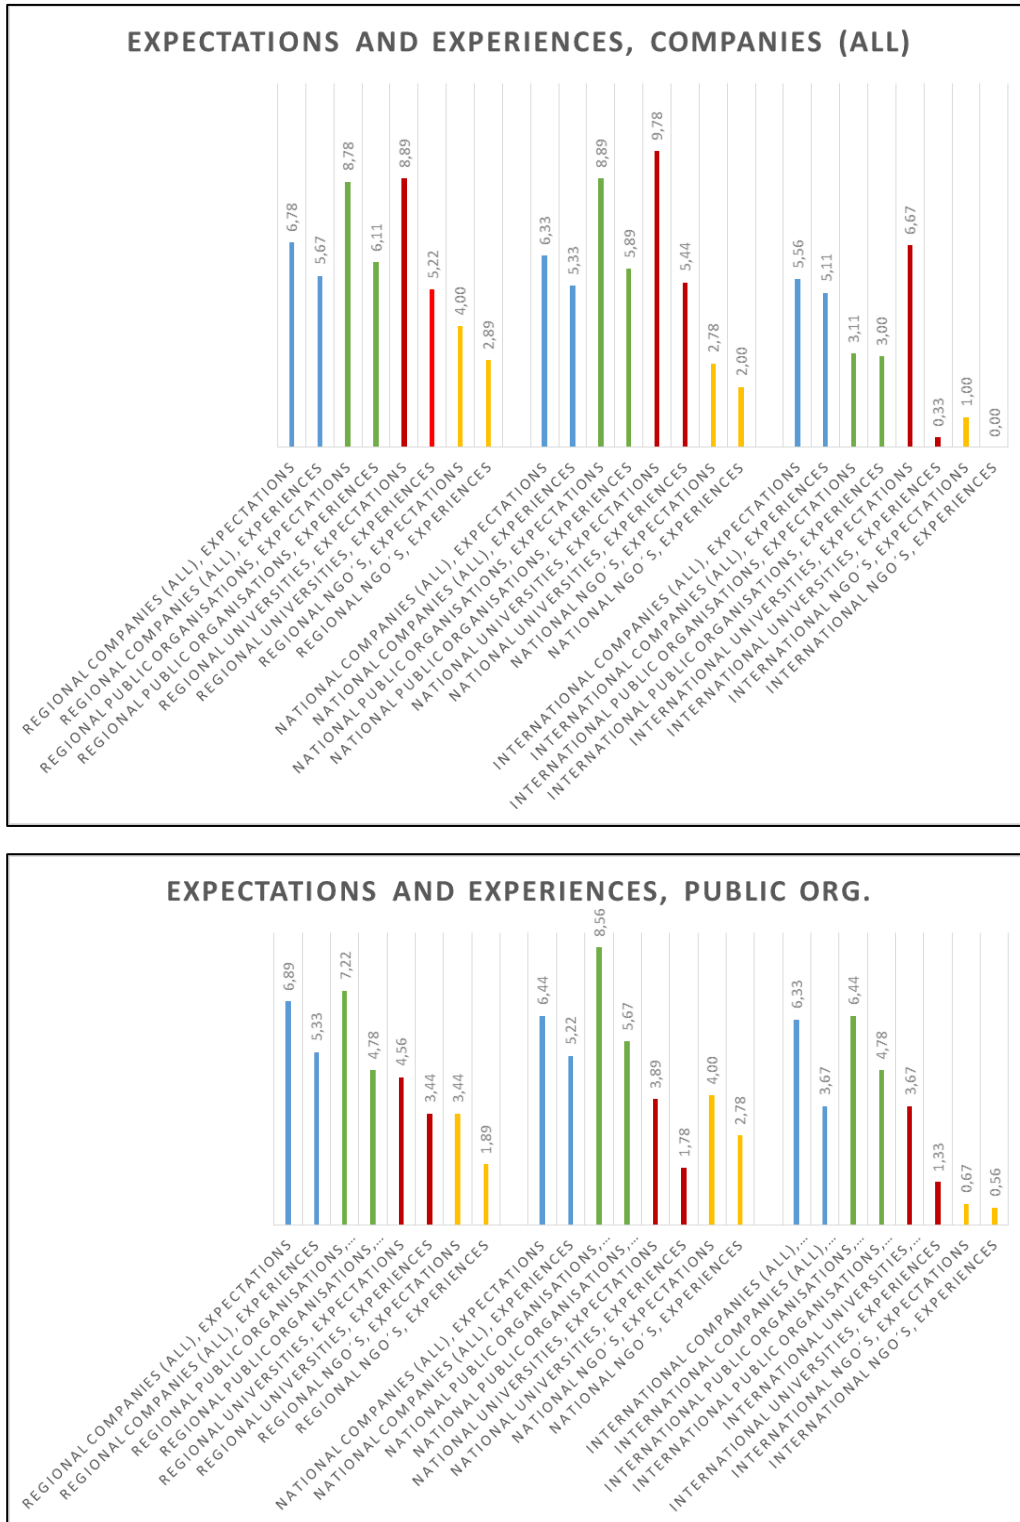 EXPECTATIONS AND EXPERIENCES, COMPANIES (ALL)
6,78
5,67
8,78
6,11
8,89
5,22
4,00
2,89
6,33
5,33
8,89
5,89
9,78
5,44
2,78
2,00
5,56
5,11
3,11
3,00
6,67
0,33
1,00
0,00
REGIONAL COMPANIES (ALL), EXPECTATIONS
REGIONAL COMPANIES (ALL), EXPERIENCES
REGIONAL PUBLIC ORGANISATIONS, EXPECTATIONS
REGIONAL PUBLIC ORGANISATIONS, EXPERIENCES
REGIONAL UNIVERSITIES, EXPECTATIONS
REGIONAL UNIVERSITIES, EXPERIENCES
REGIONAL NGO´S, EXPECTATIONS
REGIONAL NGO´S, EXPERIENCES
NATIONAL COMPANIES (ALL), EXPECTATIONS
NATIONAL COMPANIES (ALL), EXPERIENCES
NATIONAL PUBLIC ORGANISATIONS, EXPECTATIONS
NATIONAL PUBLIC ORGANISATIONS, EXPERIENCES
NATIONAL UNIVERSITIES, EXPECTATIONS
NATIONAL UNIVERSITIES, EXPERIENCES
NATIONAL NGO´S, EXPECTATIONS
NATIONAL NGO´S, EXPERIENCES
INTERNATIONAL COMPANIES (ALL), EXPECTATIONS
INTERNATIONAL COMPANIES (ALL), EXPERIENCES
INTERNATIONAL PUBLIC ORGANISATIONS, EXPECTATIONS
INTERNATIONAL PUBLIC ORGANISATIONS, EXPERIENCES
INTERNATIONAL UNIVERSITIES, EXPECTATIONS
INTERNATIONAL UNIVERSITIES, EXPERIENCES
INTERNATIONAL NGO´S, EXPECTATIONS
INTERNATIONAL NGO´S, EXPERIENCES
EXPECTATIONS AND EXPERIENCES, PUBLIC ORG.
6,89
5,33
7,22
4,78
4,56
3,44
3,44
1,89
6,44
5,22
8,56
5,67
3,89
1,78
4,00
2,78
6,33
3,67
6,44
4,78
3,67
1,33
0,67
0,56
REGIONAL COMPANIES (ALL), EXPECTATIONS
REGIONAL COMPANIES (ALL), EXPERIENCES
REGIONAL PUBLIC ORGANISATIONS,…
REGIONAL PUBLIC ORGANISATIONS,…
REGIONAL UNIVERSITIES, EXPECTATIONS
REGIONAL UNIVERSITIES, EXPERIENCES
REGIONAL NGO´S, EXPECTATIONS
REGIONAL NGO´S, EXPERIENCES
NATIONAL COMPANIES (ALL), EXPECTATIONS
NATIONAL COMPANIES (ALL), EXPERIENCES
NATIONAL PUBLIC ORGANISATIONS,…
NATIONAL PUBLIC ORGANISATIONS,…
NATIONAL UNIVERSITIES, EXPECTATIONS
NATIONAL UNIVERSITIES, EXPERIENCES
NATIONAL NGO´S, EXPECTATIONS
NATIONAL NGO´S, EXPERIENCES
INTERNATIONAL COMPANIES (ALL),…
INTERNATIONAL COMPANIES (ALL),…
INTERNATIONAL PUBLIC ORGANISATIONS,…
INTERNATIONAL PUBLIC ORGANISATIONS,…
INTERNATIONAL UNIVERSITIES,…
INTERNATIONAL UNIVERSITIES, EXPERIENCES
INTERNATIONAL NGO´S, EXPECTATIONS
INTERNATIONAL NGO´S, EXPERIENCES